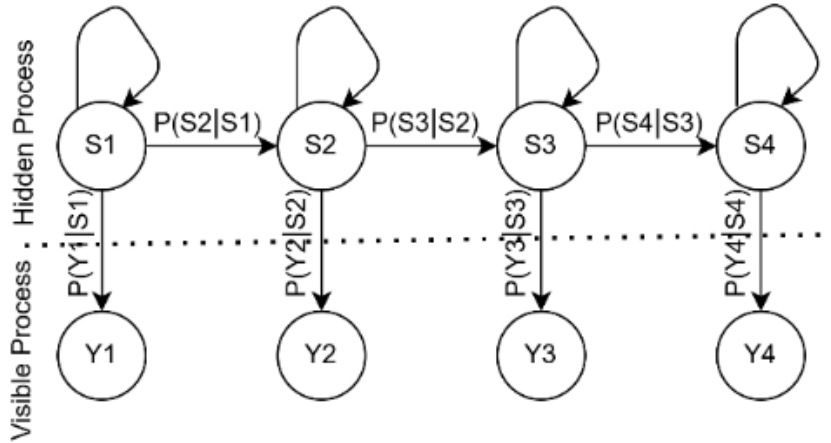 Hidden Process
S1
P(S2|S1)
S2
P(S3|S2)
S3
P(S4|S3)
S4
P(Y1|S1)
P(Y2|S2)
P(Y3|S3)
P(Y4|S4)
Visible Process
Y1
Y2
Y3
Y4